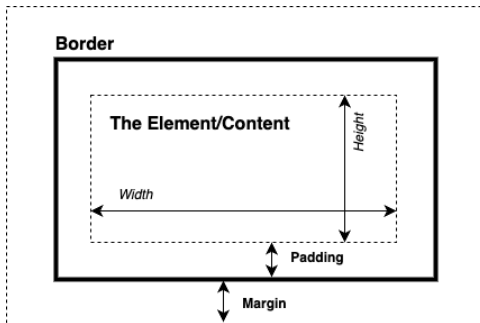 Border
The Element/Content
Height
Width
Padding
Margin